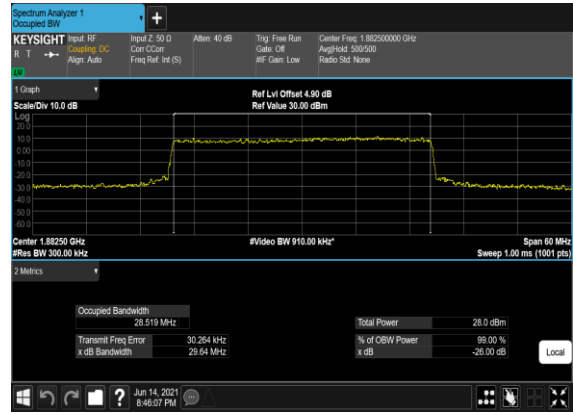 Spectrum Analyzer 1
Occupied BW
+
KEYSIGHT Input: RF Input Z: 50 Ω Atten: 40 dB Trig: Free Run Center Freq: 1.882500000 GHz
R T Coupling: DC Corr CCorr Gate: Off Avg|Hold: 500/500
Align: Auto Freq Ref: Int (S) #IF Gain: Low Radio Std: None
1 Graph Ref Lvl Offset 4.90 dB
Scale/Div 10.0 dB Ref Value 30.00 dBm
Log
20.0
10.0
0.00
-10.0
-20.0
-30.0
-40.0
-50.0
-60.0
Center 1.88250 GHz #Video BW 910.00 kHz* Span 60 MHz
#Res BW 300.00 kHz Sweep 1.00 ms (1001 pts)
2 Metrics
Occupied Bandwidth
28.519 MHz Total Power 28.0 dBm
Transmit Freq Error 30.264 kHz % of OBW Power 99.00 %
x dB Bandwidth 29.64 MHz x dB -26.00 dB
Local
? Jun 14, 2021
8:46:07 PM